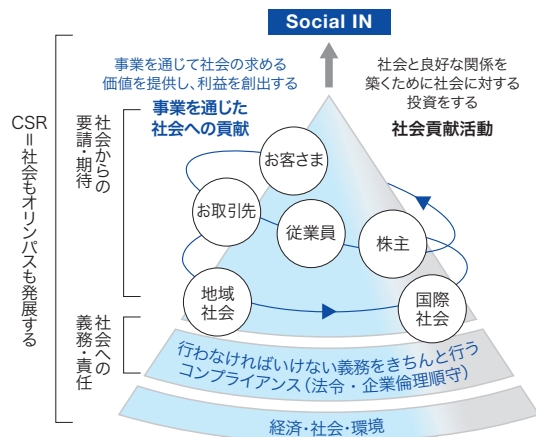 Social IN
事業を通じて社会の求める
価値を提供し、利益を創出する
事業を通じた
社会への貢献
社会と良好な関係を
築くために社会に対する
投資をする
社会貢献活動
CSR
＝社会もオリンパスも発展する
社会からの
要請・期待
社会への
義務・責任
お客さま
お取引先
従業員
株主
地域
社会
国際
社会
行わなければいけない義務をきちんと行う
コンプライアンス（法令・企業倫理順守）
経済・社会・環境